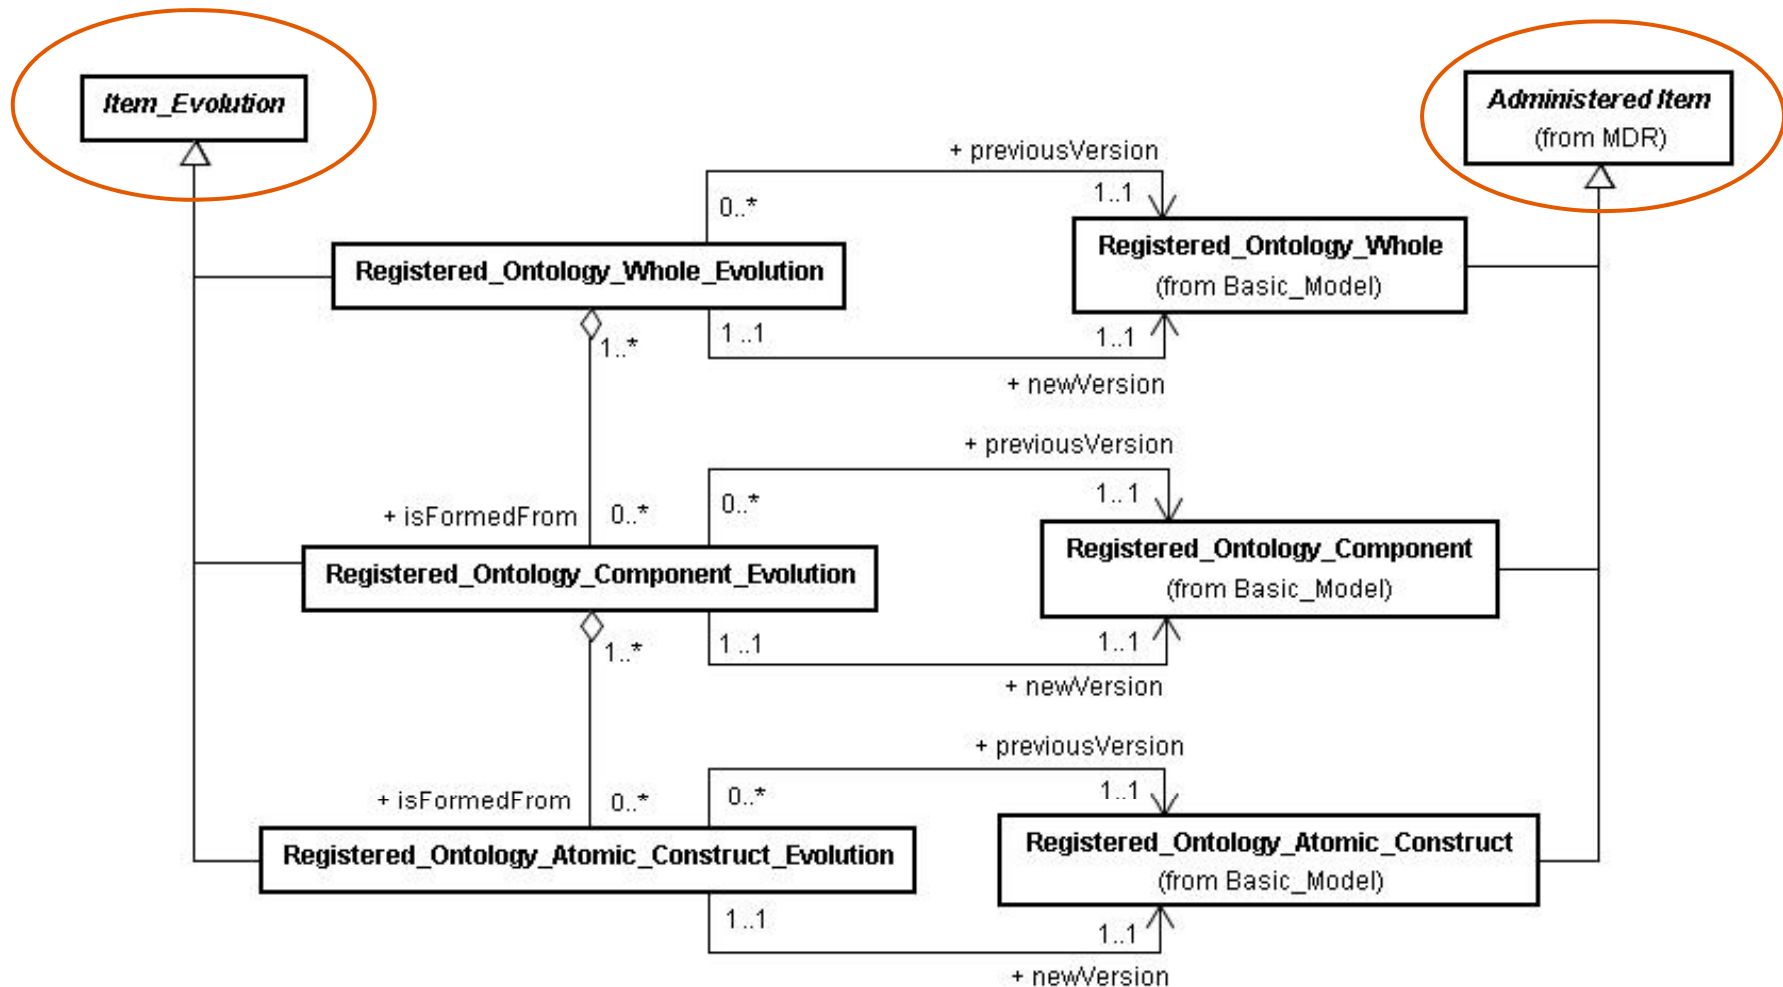 Item_Evolution
Administered Item
(from MDR)
+ previousVersion
0..*
1..1
Registered_Ontology_Whole_Evolution
Registered_Ontology_Whole
(from Basic_Model)
1..*
1..1
1..1
+ newVersion
+ previousVersion
+ isFormedFrom
0..*
0..*
1..1
Registered_Ontology_Component_Evolution
Registered_Ontology_Component
(from Basic_Model)
1..*
1..1
1..1
+ newVersion
+ previousVersion
+ isFormedFrom
0..*
0..*
1..1
Registered_Ontology_Atomic_Construct_Evolution
Registered_Ontology_Atomic_Construct
(from Basic_Model)
1..1
1..1
+ newVersion